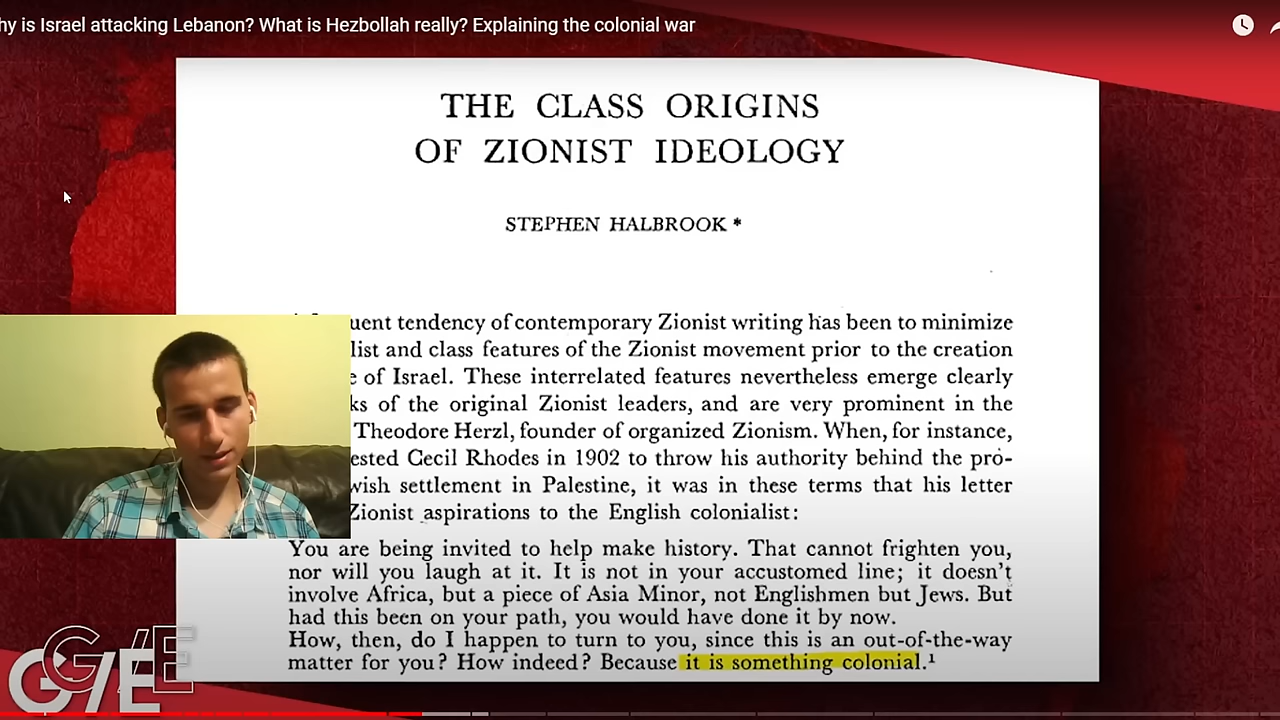 hy is Israel attacking Lebanon? What is Hezbollah really? Explaining the colonial war
THE CLASS ORIGINS
OF ZIONIST IDEOLOGY
STEPHEN HALBROOK *
uent tendency of contemporary Zionist writing has been to minimize
list and class features of the Zionist movement prior to the creation
e of Israel. These interrelated features nevertheless emerge clearly
ks of the original Zionist leaders, and are very prominent in the
Theodore Herzl, founder of organized Zionism. When, for instance,
ested Cecil Rhodes in 1902 to throw his authority behind the pro-
wish settlement in Palestine, it was in these terms that his letter
Zionist aspirations to the English colonialist:
You are being invited to help make history. That cannot frighten you,
nor will you laugh at it. It is not in your accustomed line; it doesn't
involve Africa, but a piece of Asia Minor, not Englishmen but Jews. But
had this been on your path, you would have done it by now.
How, then, do I happen to turn to you, since this is an out-of-the-way
matter for you? How indeed? Because it is something colonial.¹
G/E